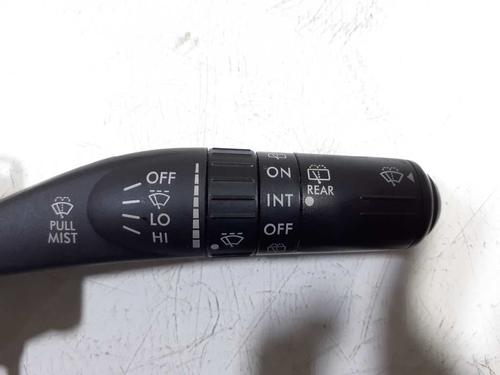 PULL
MIST
OFF
LO
HI
ON
INT
OFF
REAR